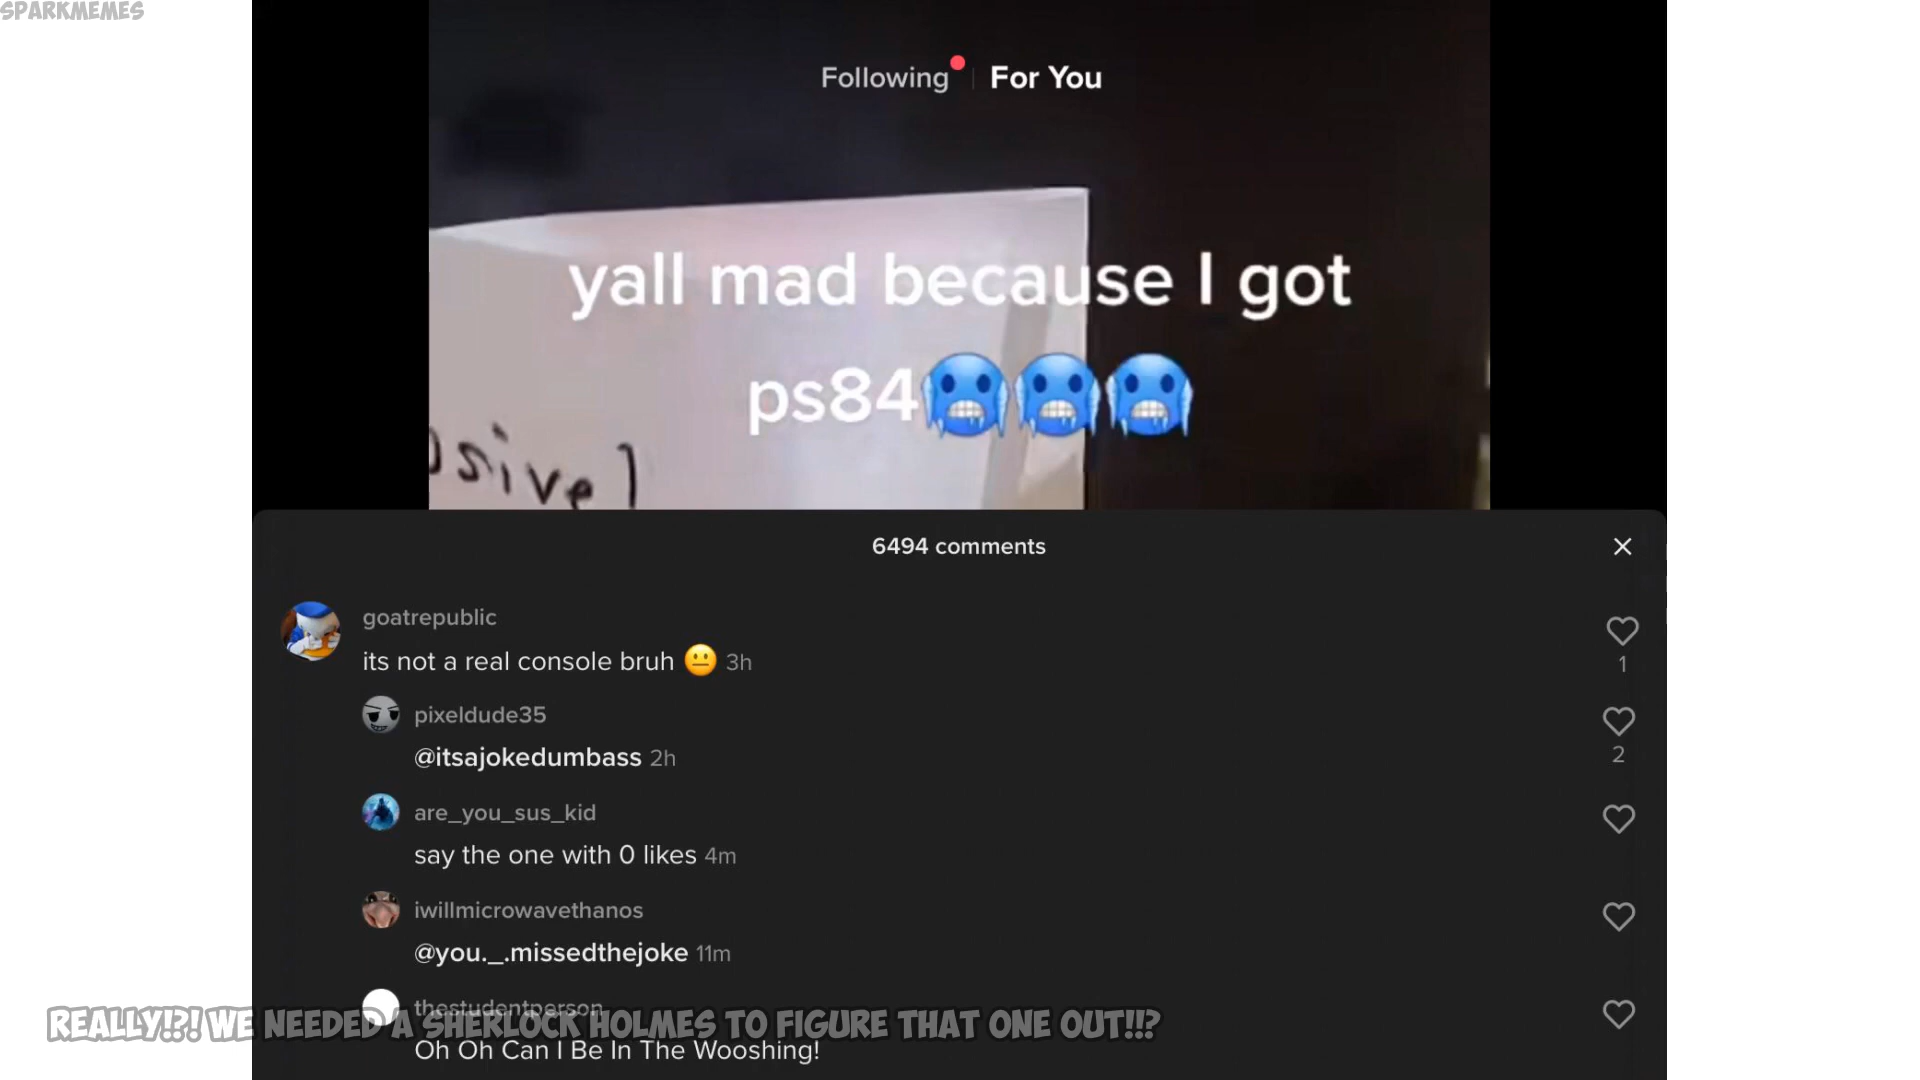 SPARKMEMES
Following
For You
yall mad because I got
ps84🥶🥶🥶
osive]
6494 comments
goatrepublic
its not a real console bruh 😐 3h
1
pixeldude35
@itsajokedumbass 2h
2
are_you_sus_kid
say the one with 0 likes 4m
iwillmicrowavethanos
@you._.missedthejoke 11m
thestudentperson
REALLY!?! WE NEEDED A SHERLOCK HOLMES TO FIGURE THAT ONE OUT!!!?
Oh Oh Can I Be In The Wooshing!